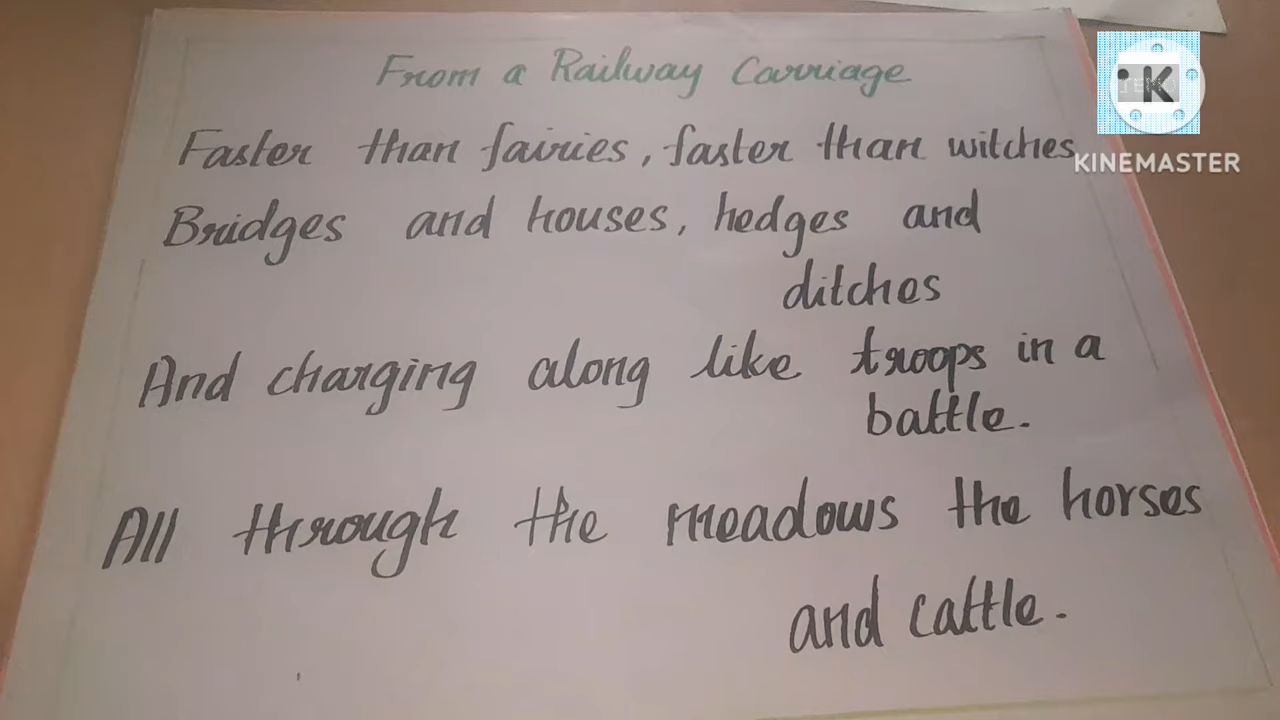 From a Railway Carriage
Faster than fairies, faster than witches
Bridges and houses, hedges and
ditches
And charging along like troops in a
battle.
All through the meadows the horses
and cattle.
K
KINEMASTER